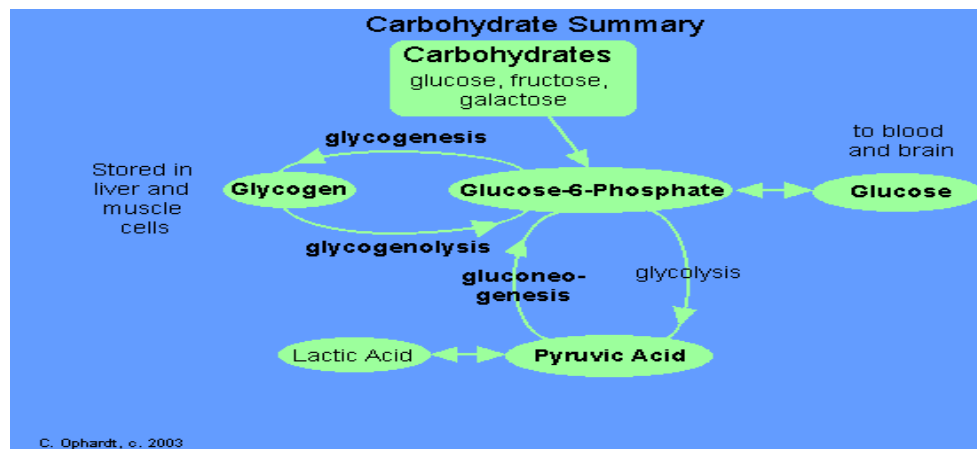 Carbohydrate Summary
Carbohydrates
glucose, fructose,
galactose
glycogenesis
to blood
and brain
Stored in
liver and
muscle
cells
Glycogen
Glucose-6-Phosphate
Glucose
glycogenolysis
gluconeo-
genesis
glycolysis
Lactic Acid
Pyruvic Acid
C. Ophardt, c. 2003